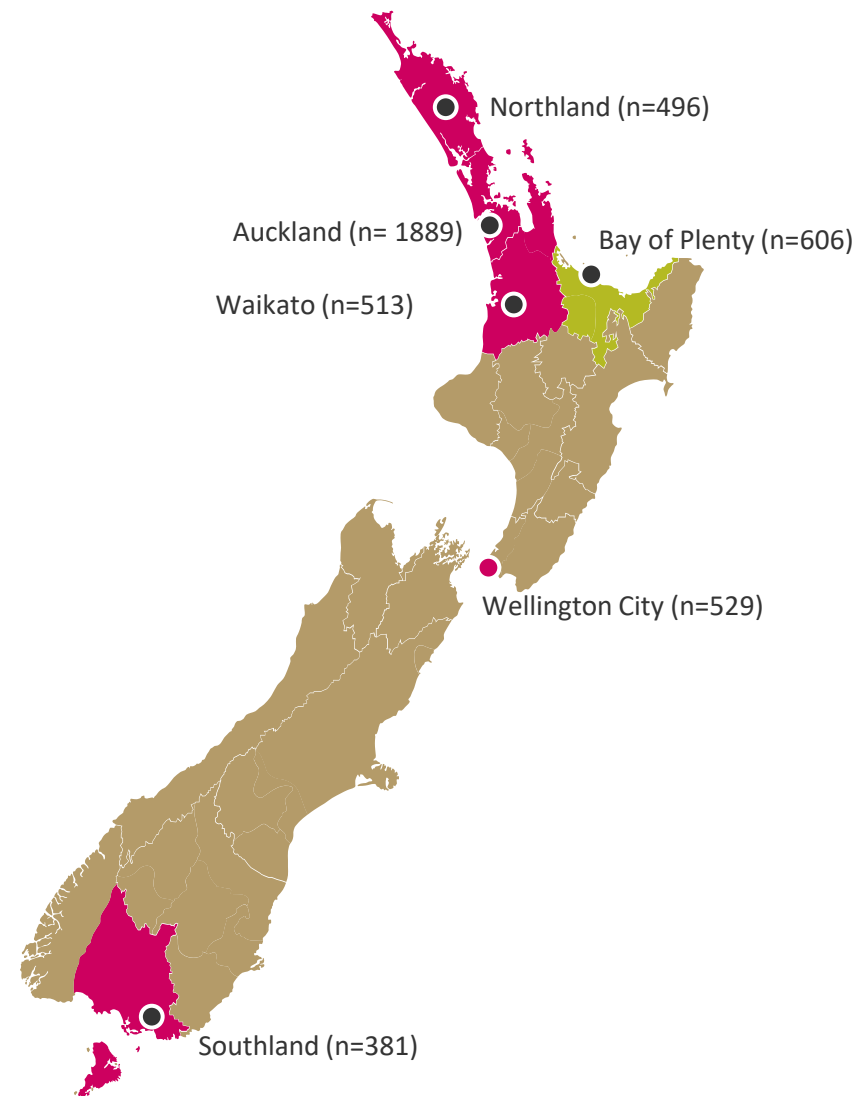 Northland (n=496)
Auckland (n= 1889)
Bay of Plenty (n=606)
Waikato (n=513)
Wellington City (n=529)
Southland (n=381)